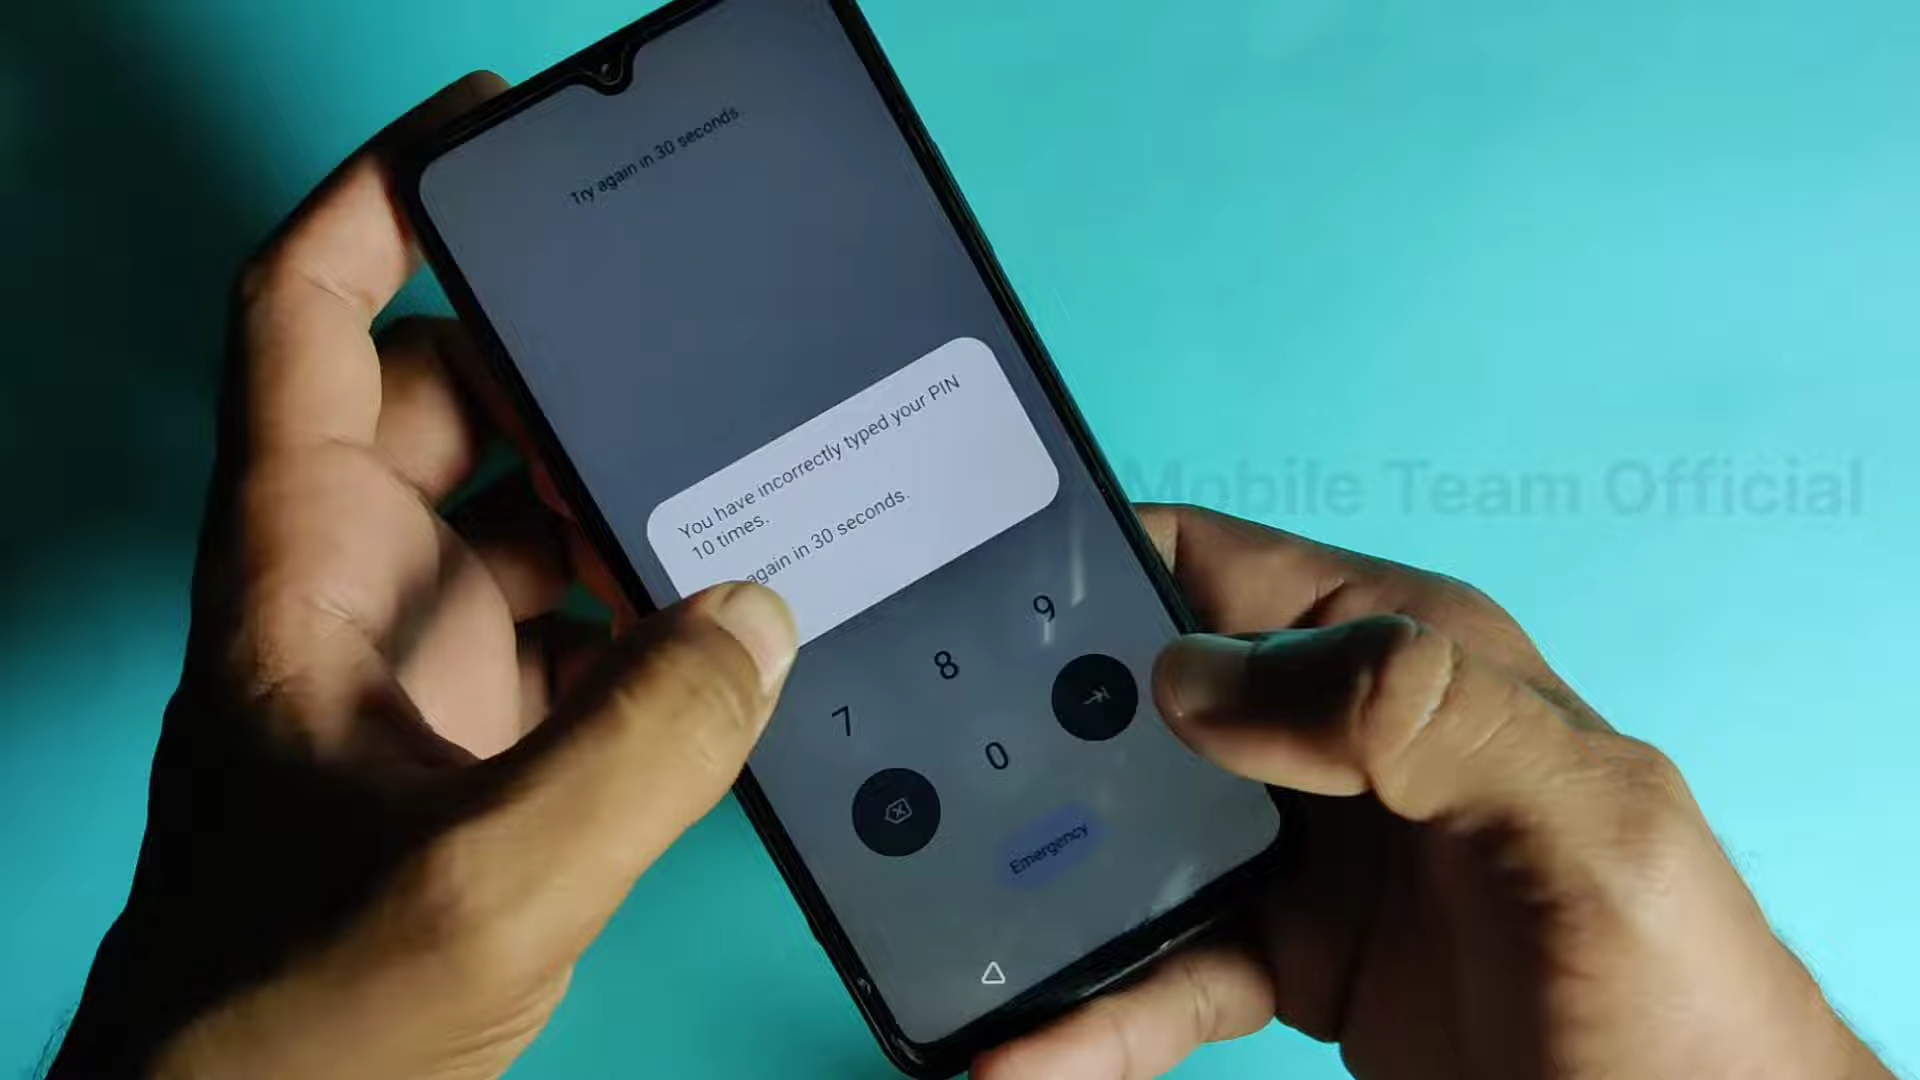 Try again in 30 seconds.
You have incorrectly typed your PIN
10 times.
again in 30 seconds.
Mobile Team Official
9
8
7
0
Emergency